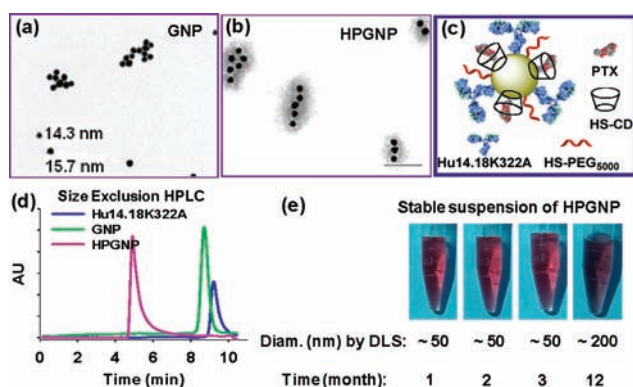 (a) GNP
14.3 nm
15.7 nm
(b) HPGNP
(c)
PTX
HS-CD
Hu14.18K322A
HS-PEG5000
(d) Size Exclusion HPLC
Hu14.18K322A
GNP
HPGNP
AU
0 2 4 6 8 10
Time (min)
(e) Stable suspension of HPGNP
Diam. (nm) by DLS: ~50 ~50 ~50 ~200
Time (month): 1 2 3 12